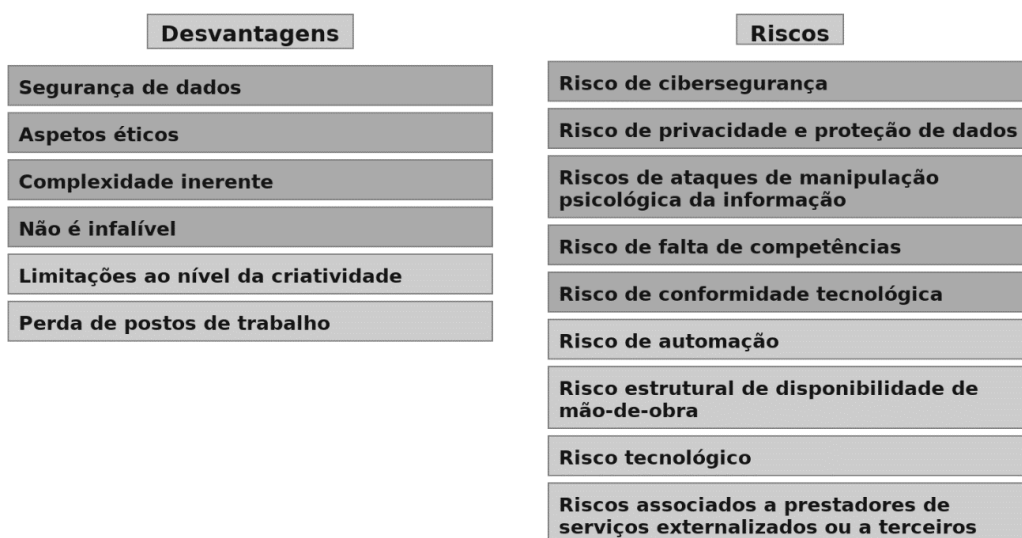 Desvantagens
Segurança de dados
Aspetos éticos
Complexidade inerente
Não é infalível
Limitações ao nível da criatividade
Perda de postos de trabalho
Riscos
Risco de cibersegurança
Risco de privacidade e proteção de dados
Riscos de ataques de manipulação
psicológica da informação
Risco de falta de competências
Risco de conformidade tecnológica
Risco de automação
Risco estrutural de disponibilidade de
mão-de-obra
Risco tecnológico
Riscos associados a prestadores de
serviços externalizados ou a terceiros